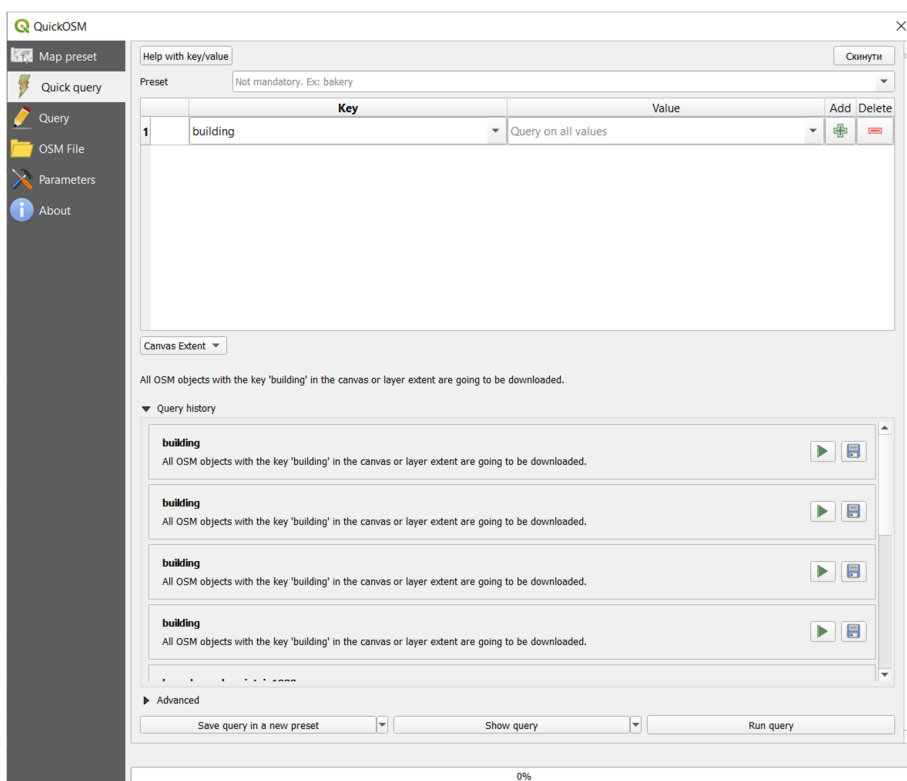 QuickOSM
Map preset
Quick query
Query
OSM File
Parameters
About
Help with key/value
Скинути
Preset
Not mandatory. Ex: bakery
Key Value Add Delete
1 building Query on all values
Canvas Extent
All OSM objects with the key 'building' in the canvas or layer extent are going to be downloaded.
Query history
building
All OSM objects with the key 'building' in the canvas or layer extent are going to be downloaded.
building
All OSM objects with the key 'building' in the canvas or layer extent are going to be downloaded.
building
All OSM objects with the key 'building' in the canvas or layer extent are going to be downloaded.
building
All OSM objects with the key 'building' in the canvas or layer extent are going to be downloaded.
Advanced
Save query in a new preset Show query Run query
0%